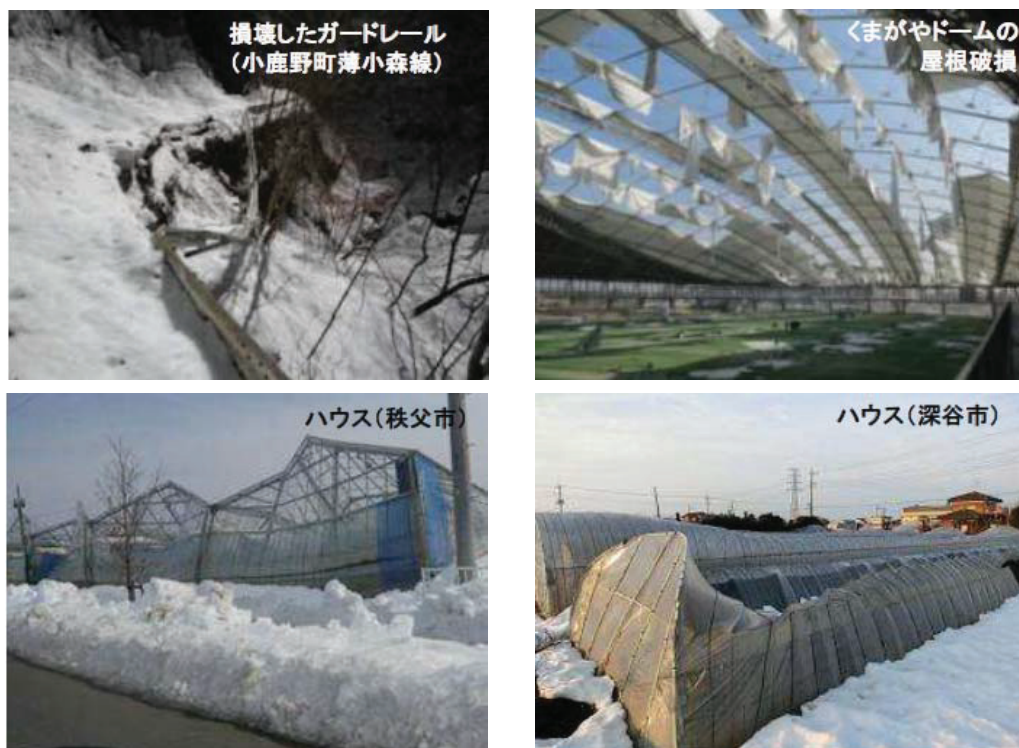 損壊したガードレール
(小鹿野町薄小森線)
くまがやドームの
屋根破損
ハウス(秩父市)
ハウス(深谷市)